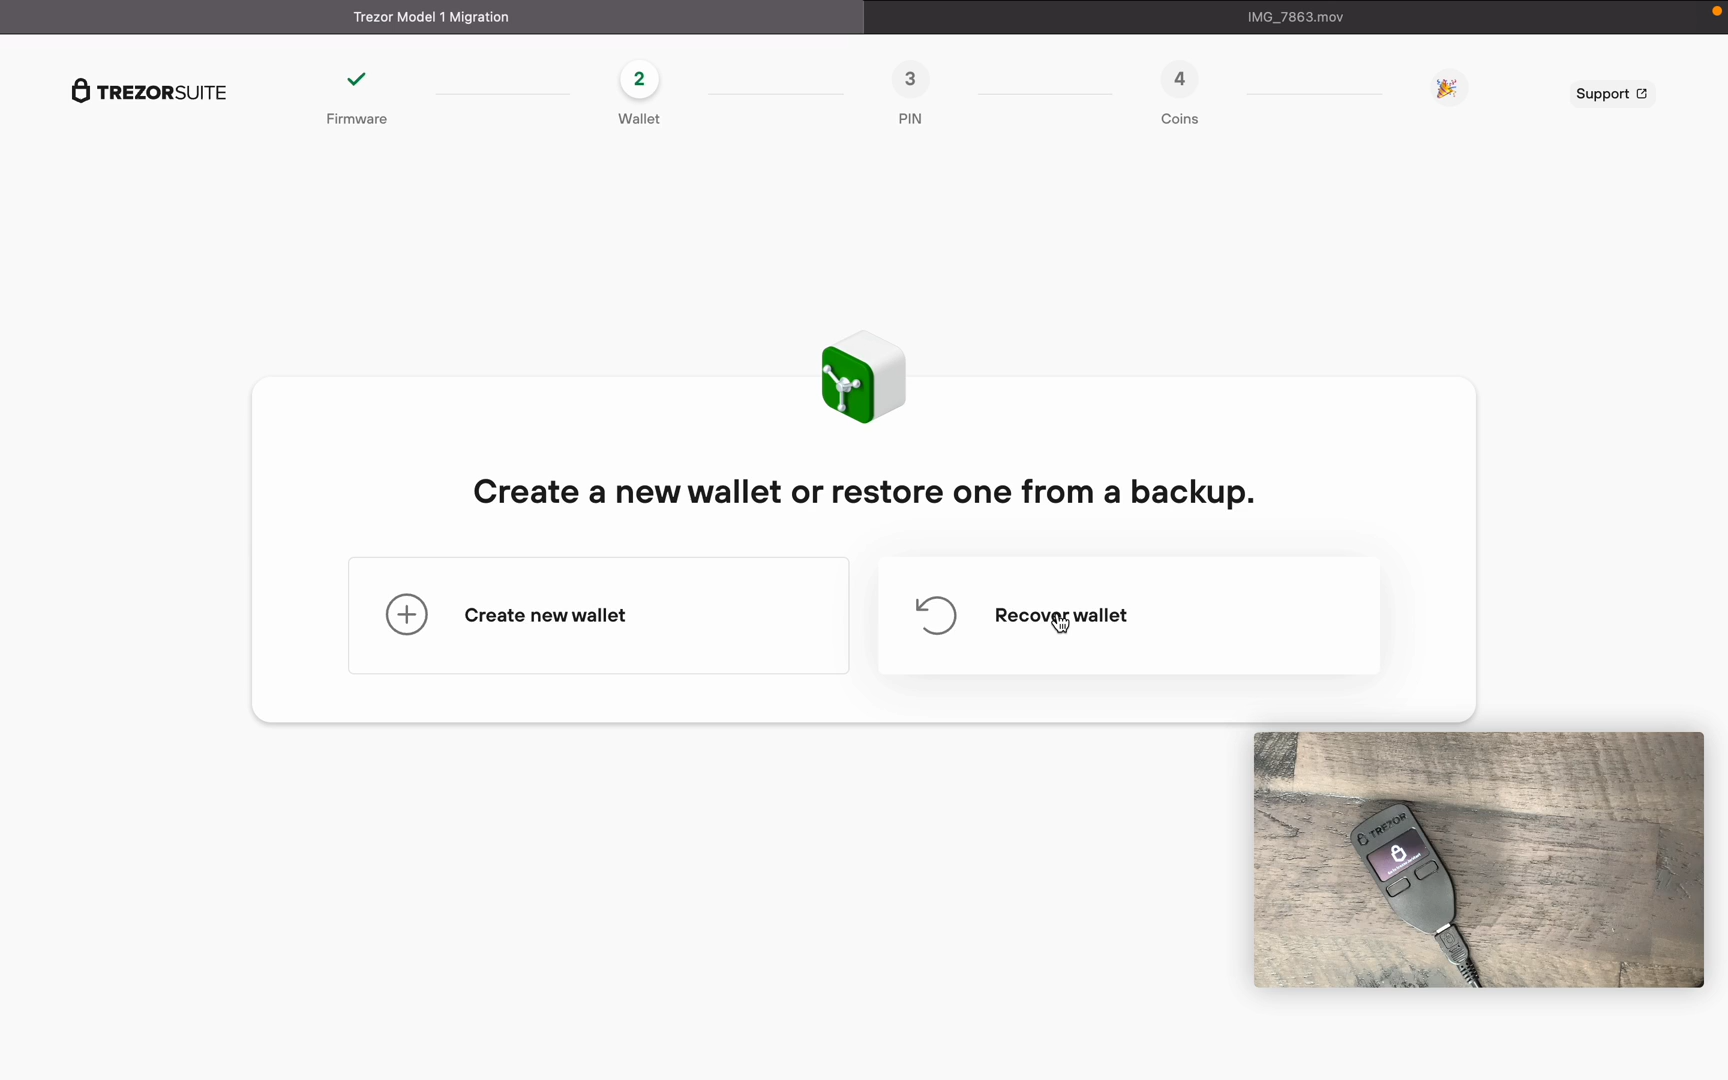 Trezor Model 1 Migration
IMG_7863.mov
TREZORSUITE
Firmware
2
Wallet
3
PIN
4
Coins
Support
Create a new wallet or restore one from a backup.
Create new wallet
Recover wallet
TREZOR